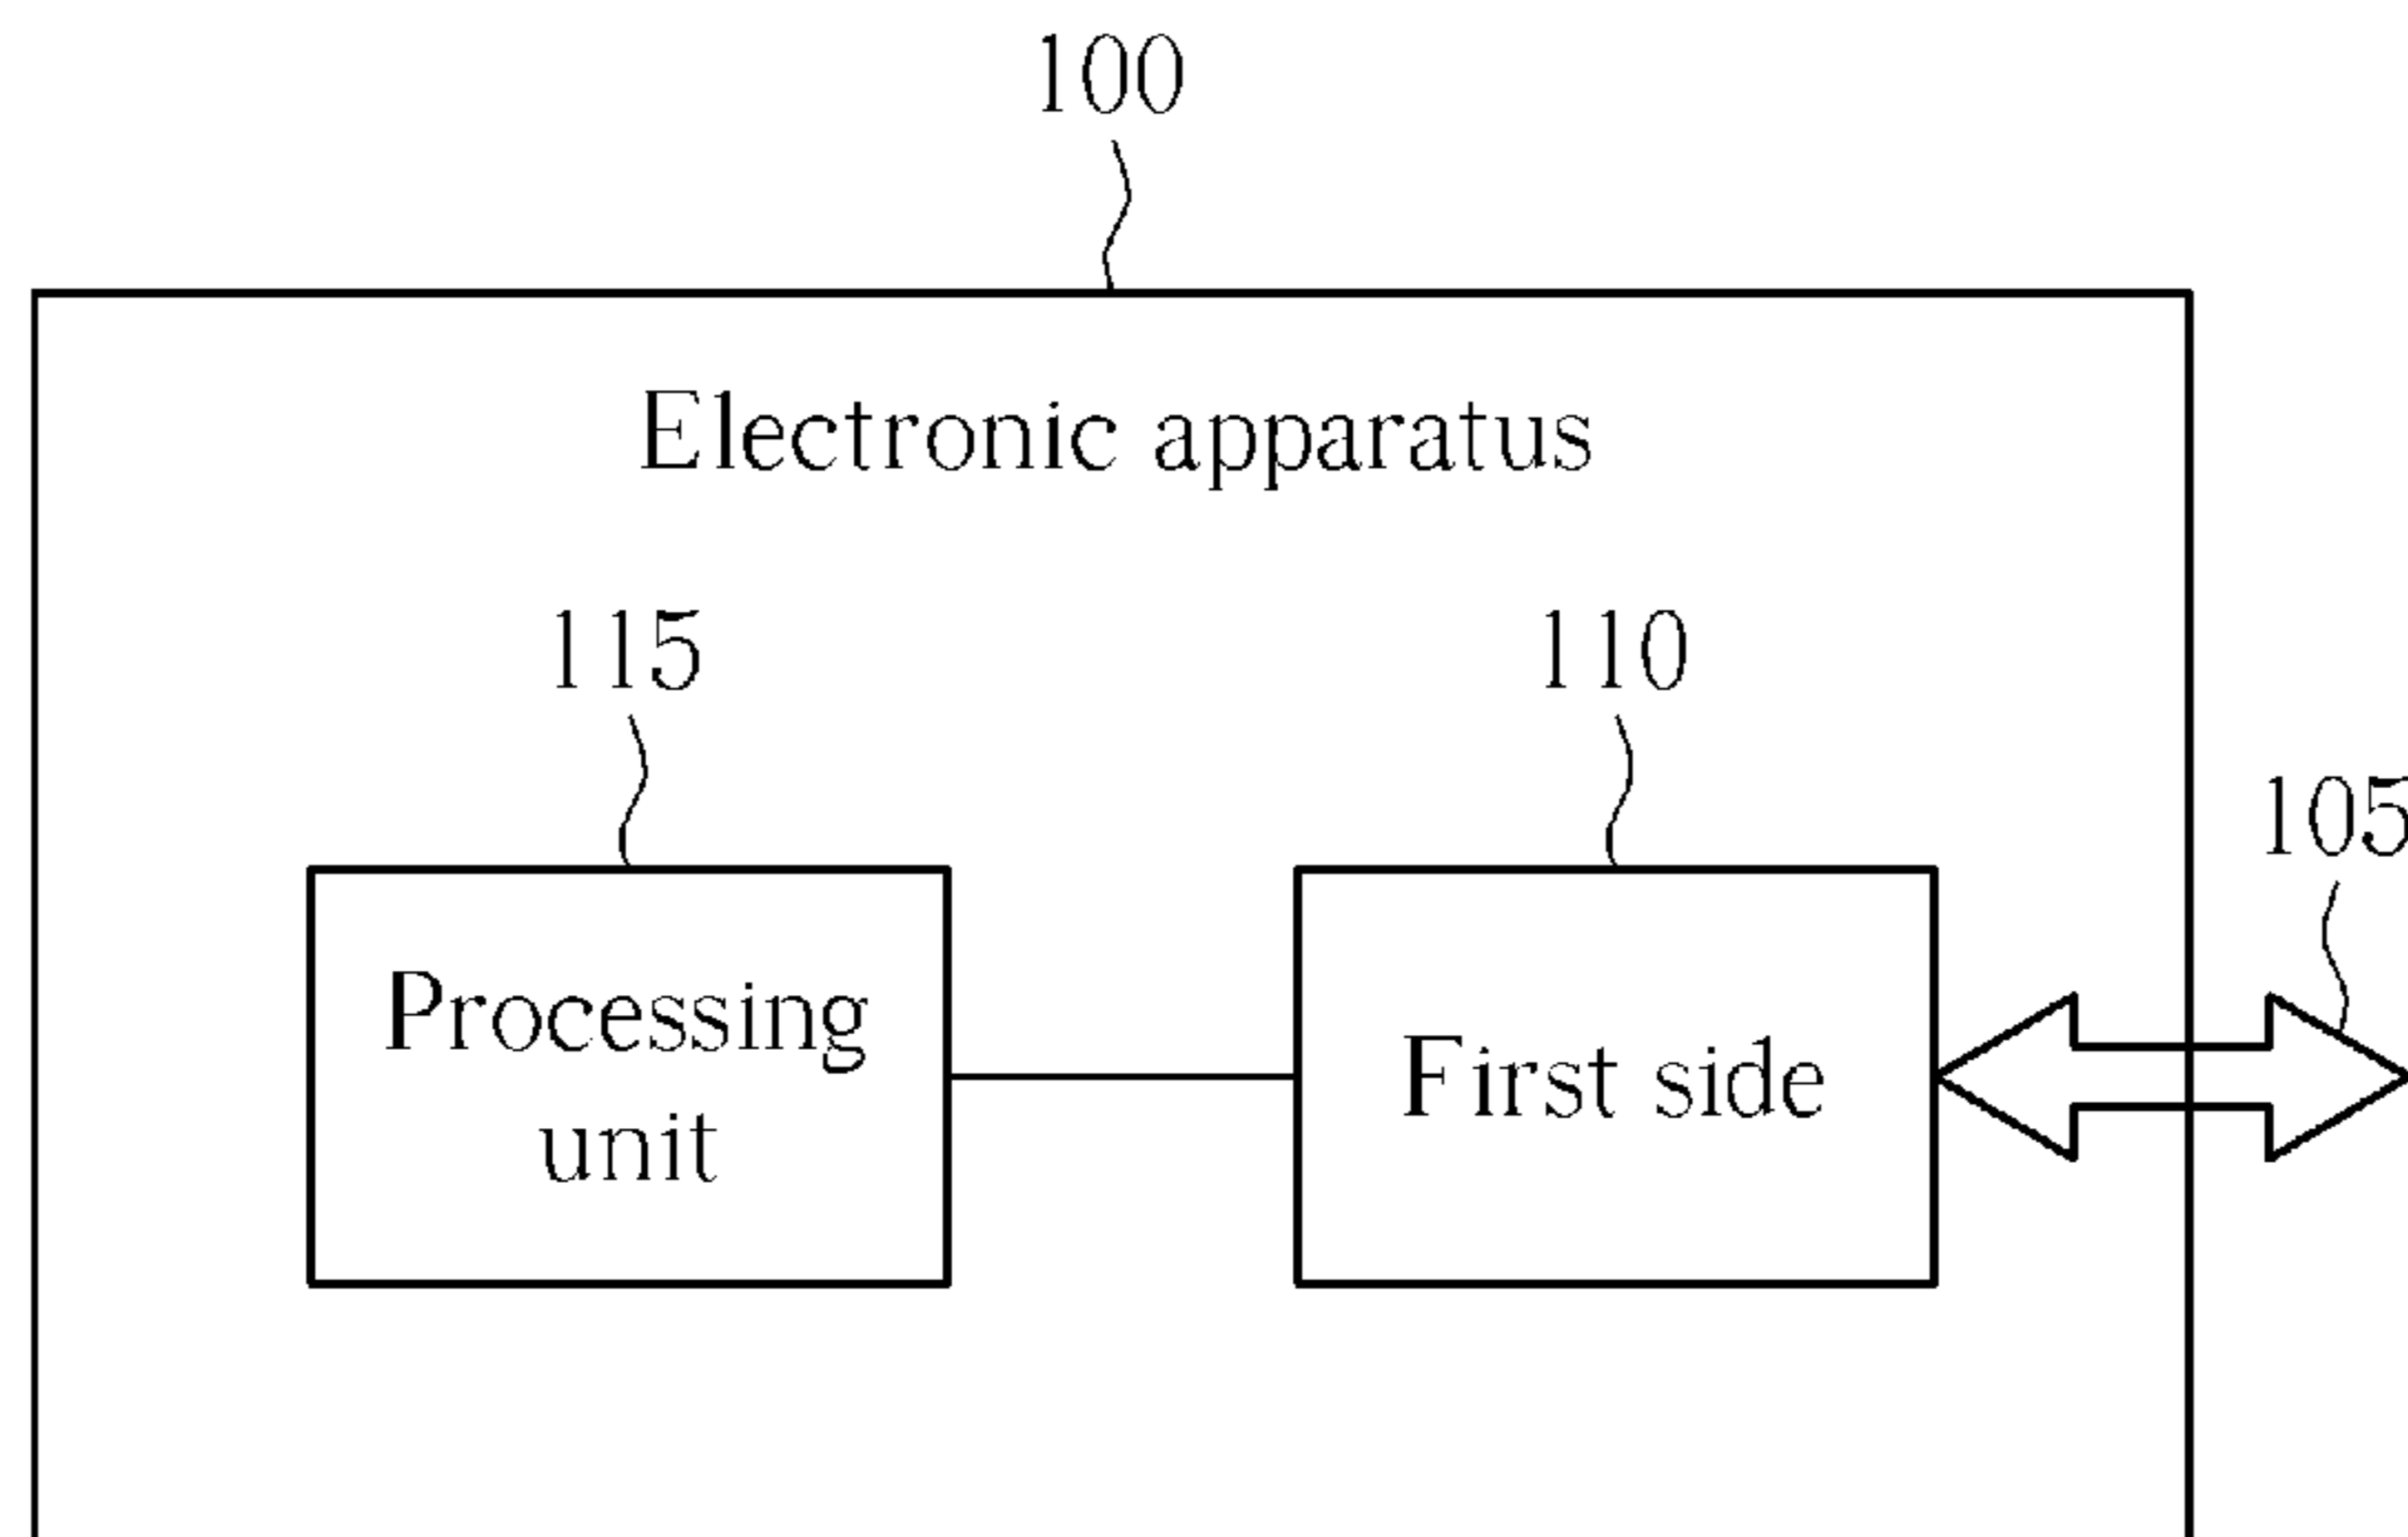 100
Electronic apparatus
115
110
105
Processing
unit
First side